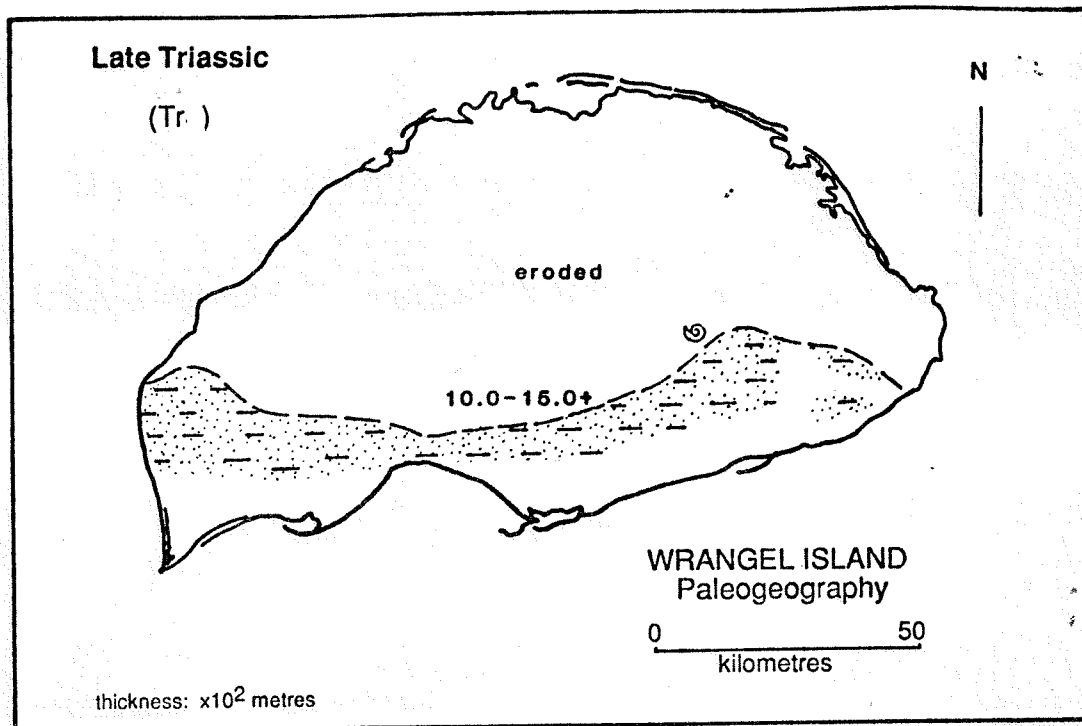 Late Triassic
(Tr )
N
eroded
10.0-15.0+
WRANGEL ISLAND
Paleogeography
0 50
kilometres
thickness: x10² metres